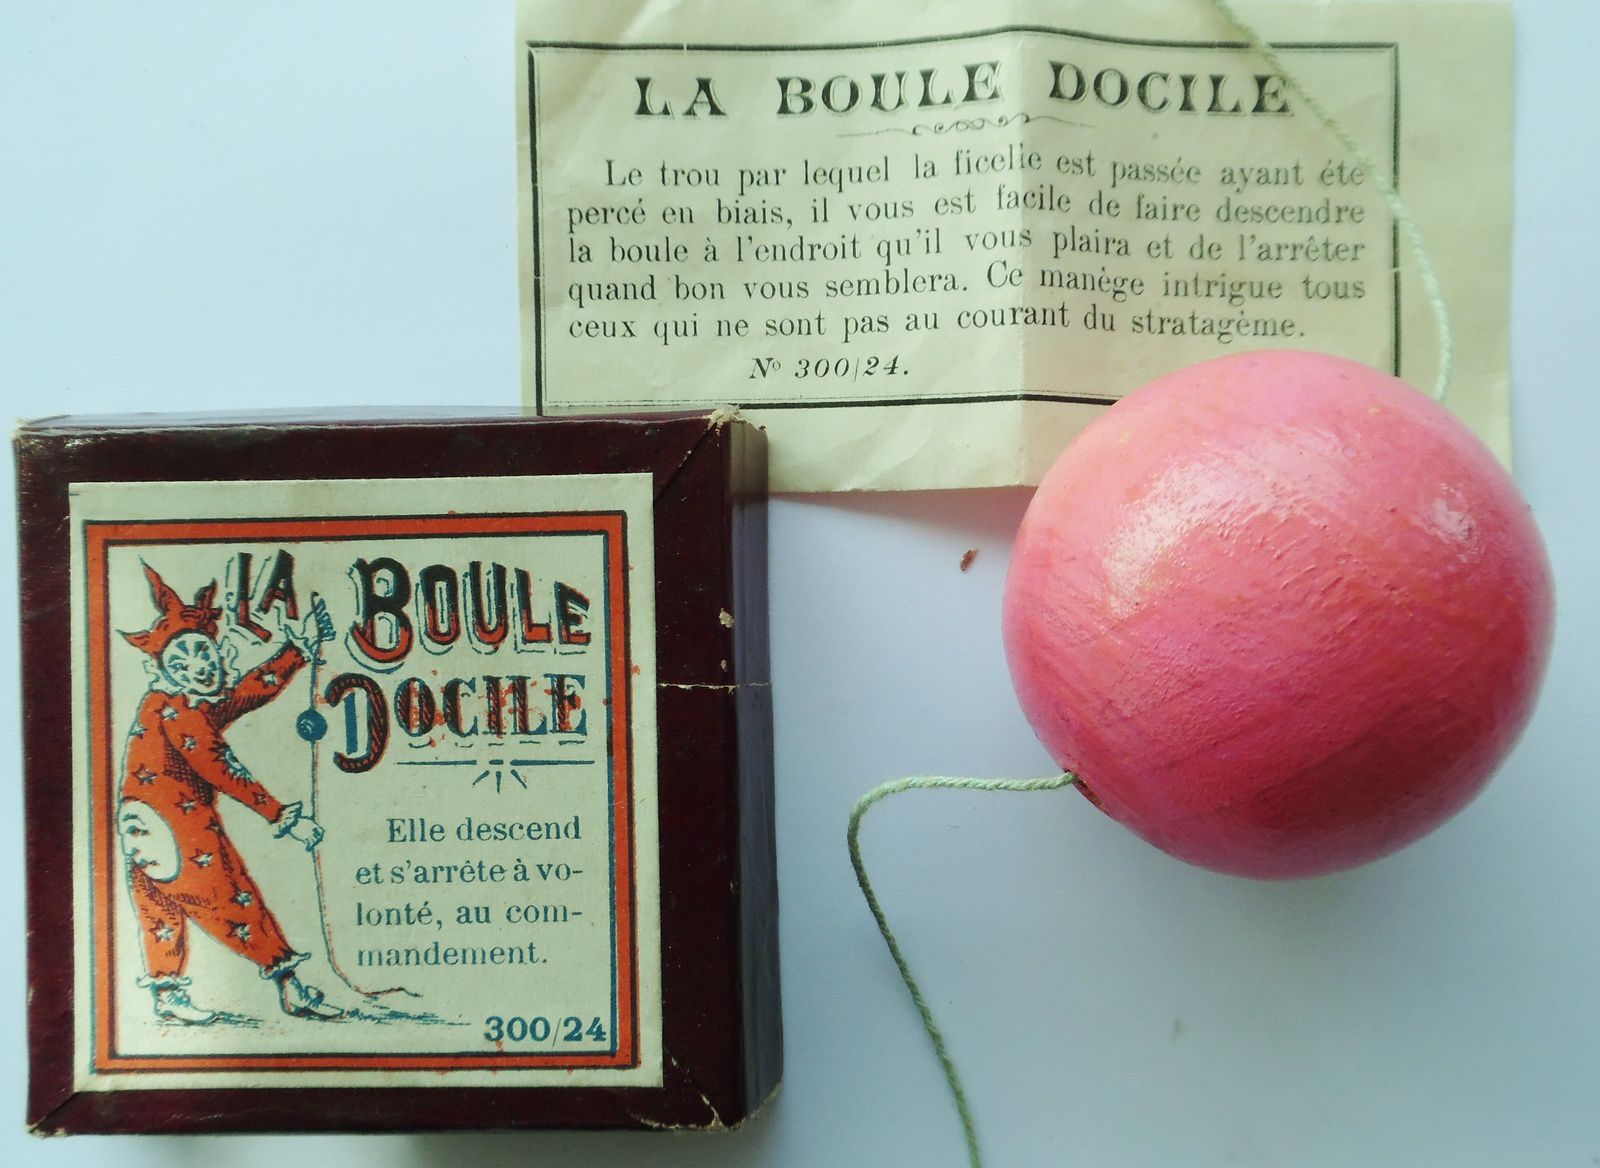 LA BOULE DOCILE
Le trou par lequel la ficelle est passée ayant éte
percé en biais, il vous est facile de faire descendre
la boule à l'endroit qu'il vous plaira et de l'arrêter
quand bon vous semblera. Ce manège intrigue tous
ceux qui ne sont pas au courant du stratagème.
No 300/24.
LA BOULE
DOCILE
Elle descend
et s'arrête à vo-
lonté, au com-
mandement.
300/24